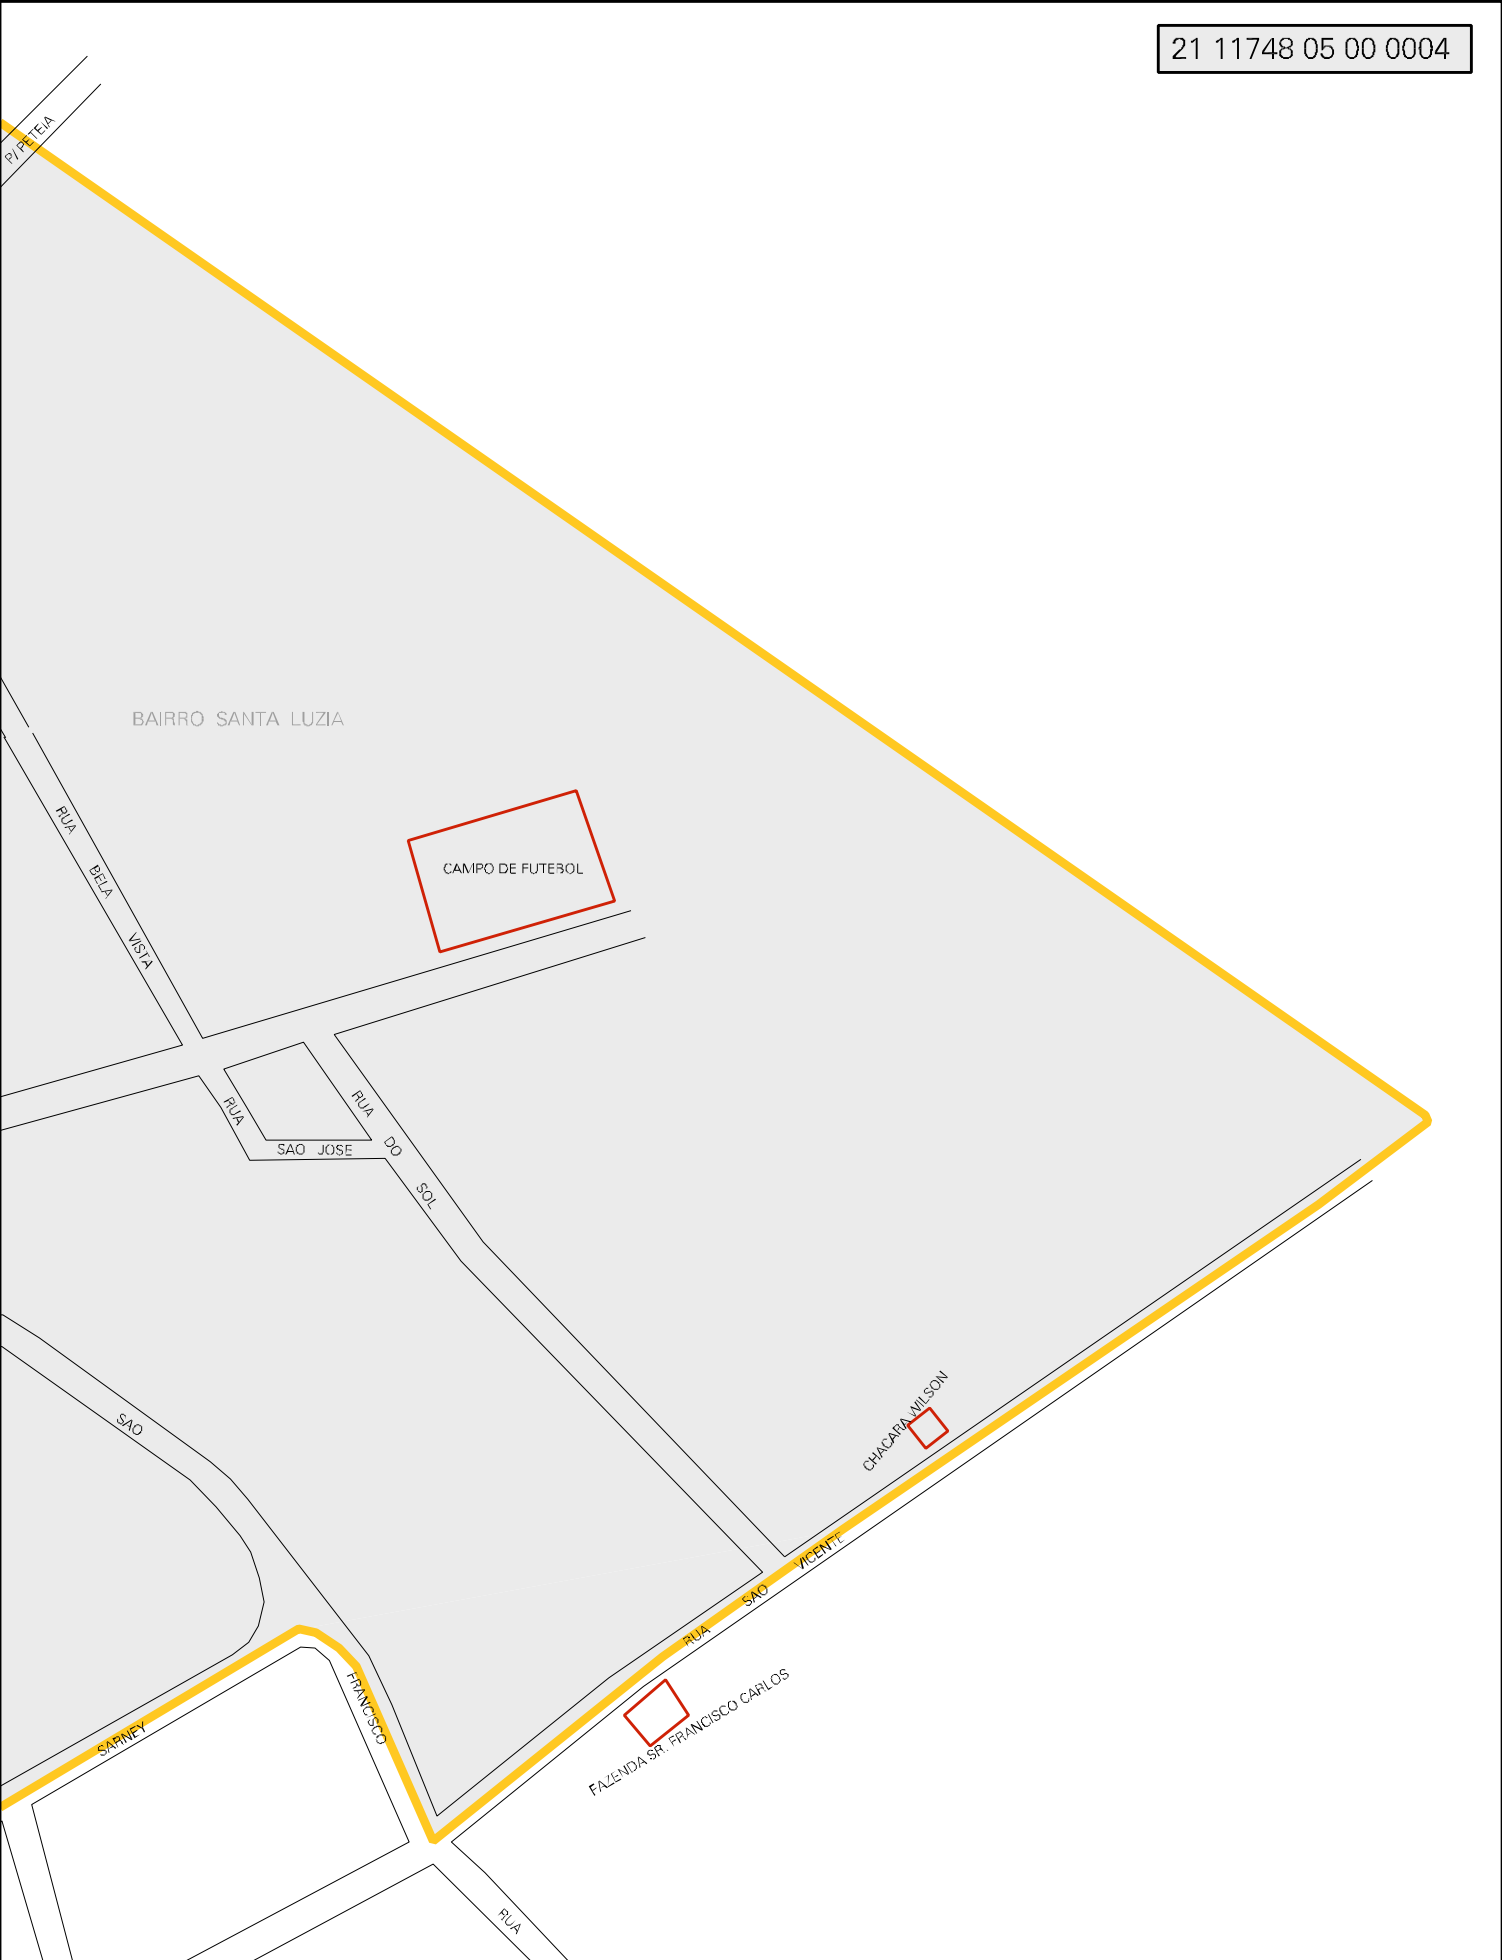 21 11748 05 00 0004
P/ PETEIA
BAIRRO SANTA LUZIA
RUA BELA VISTA
CAMPO DE FUTEBOL
RUA SAO JOSE
RUA DO SOL
CHACARA WILSON
SAO FRANCISCO
RUA SAO VICENTE
FAZENDA SR. FRANCISCO CARLOS
SARNEY
RUA